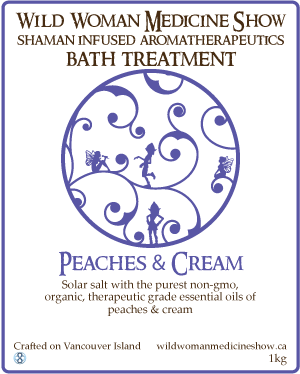 Wild Woman Medicine Show
shaman infused aromatherapeutics
bath treatment
Peaches & Cream
Solar salt with the purest non-gmo,
organic, therapeutic grade essential oils of
peaches & cream
Crafted on Vancouver Island wildwomanmedicineshow.ca
1kg